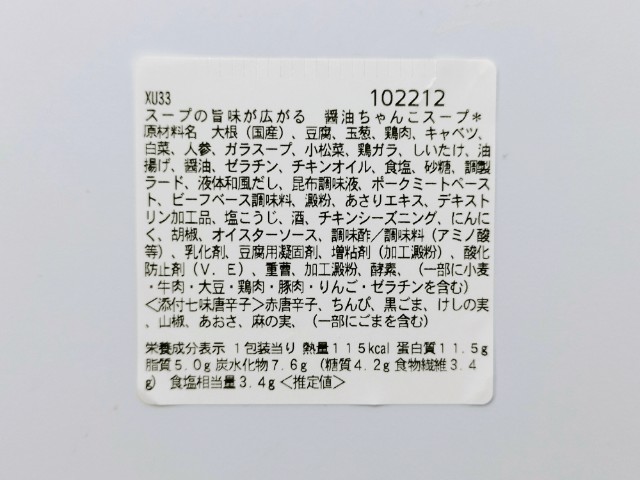 XU33 102212
スープの旨味が広がる 醤油ちゃんこスープ*
原材料名 大根(国産)、豆腐、玉葱、鶏肉、キャベツ、
白菜、人参、ガラスープ、小松菜、鶏ガラ、しいたけ、油
揚げ、醤油、ゼラチン、チキンオイル、食塩、砂糖、調製
ラード、液体和風だし、昆布調味液、ポークミートペース
ト、ビーフベース調味料、澱粉、あさりエキス、デキスト
リン加工品、塩こうじ、酒、チキンシーズニング、にんに
く、胡椒、オイスターソース、調味酢/調味料(アミノ酸
等)、乳化剤、豆腐用凝固剤、増粘剤(加工澱粉)、酸化
防止剤(V.E)、重曹、加工澱粉、酵素、(一部に小麦
・牛肉・大豆・鶏肉・豚肉・りんご・ゼラチンを含む)
<添付七味唐辛子>赤唐辛子、ちんぴ、黒ごま、けしの実
、山椒、あおさ、麻の実、(一部にごまを含む)
栄養成分表示 1包装当り 熱量115kcal 蛋白質11.5g
脂質5.0g 炭水化物7.6g (糖質4.2g 食物繊維3.4
g) 食塩相当量3.4g<推定値>